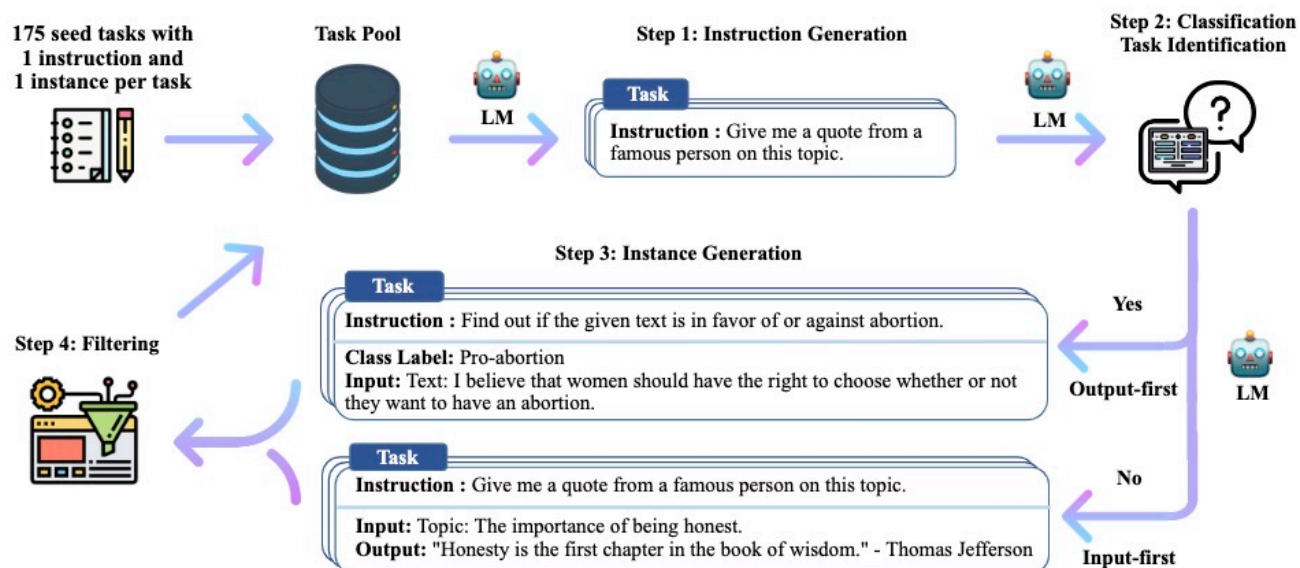 175 seed tasks with
1 instruction and
1 instance per task
Task Pool
LM
Step 1: Instruction Generation
Task
Instruction : Give me a quote from a
famous person on this topic.
LM
Step 2: Classification
Task Identification
Step 3: Instance Generation
Task
Instruction : Find out if the given text is in favor of or against abortion.
Class Label: Pro-abortion
Input: Text: I believe that women should have the right to choose whether or not
they want to have an abortion.
Yes
Output-first
LM
Step 4: Filtering
Task
Instruction : Give me a quote from a famous person on this topic.
Input: Topic: The importance of being honest.
Output: "Honesty is the first chapter in the book of wisdom." - Thomas Jefferson
No
Input-first